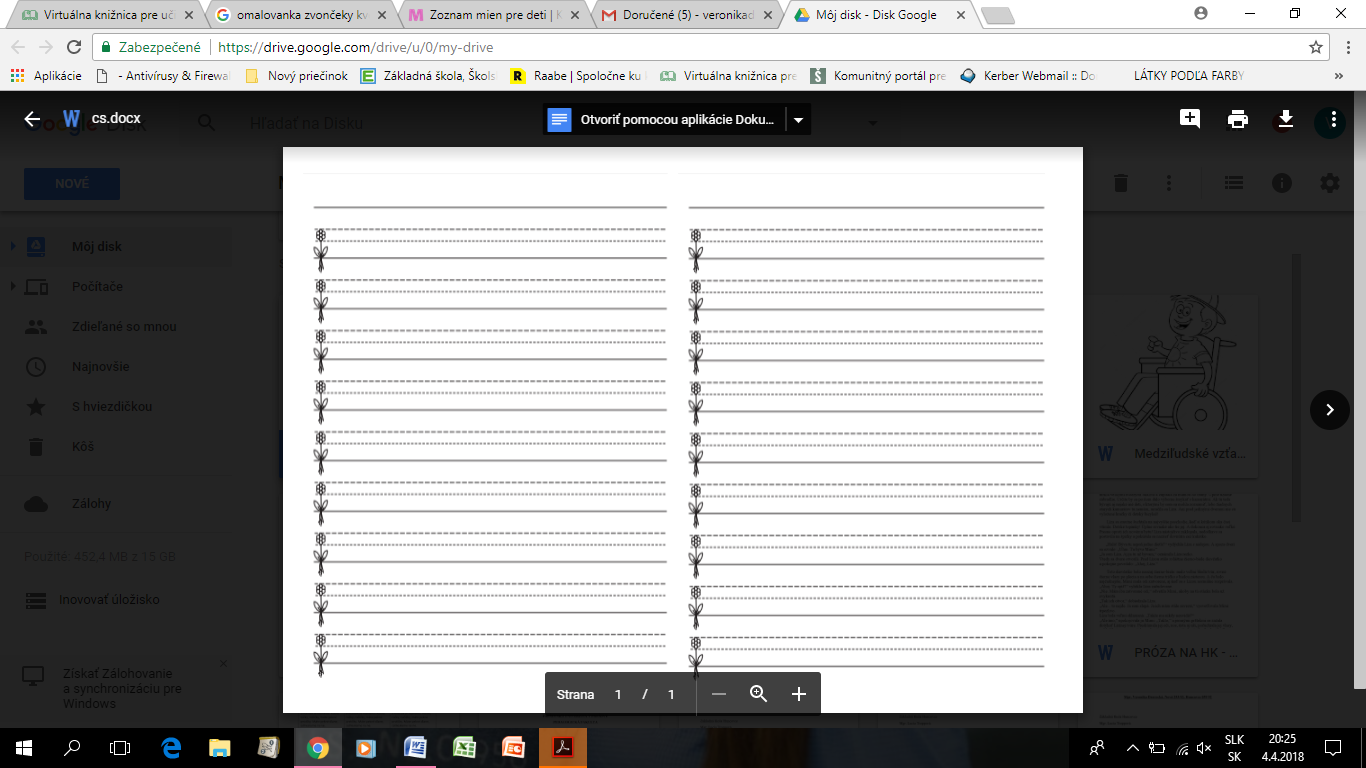 Virtuálna knižnica pre uč
omalovanka zvončeky kv
Zoznam mien pre deti | K
Doručené (5) - veronikad
Môj disk - Disk Google
Zabezpečené
https://drive.google.com/drive/u/0/my-drive
Aplikácie
- Antivírusy & Firewal
Nový priečinok
Základná škola, Škols
Raabe | Spoločne ku
Virtuálna knižnica pre
Komunitný portál pre
Kerber Webmail :: Do
LÁTKY PODĽA FARBY
»
cs.docx
Hľadať na Disku
Otvoriť pomocou aplikácie Doku...
NOVÉ
Môj disk
Počítače
Zdieľané so mnou
Najnovšie
S hviezdičkou
Kôš
Zálohy
Použité: 452,4 MB z 15 GB
Inovovať úložisko
Získať Zálohovanie
a synchronizáciu pre
Windows
Medziľudské vzťa...
PRÓZA NA HK - ...
Strana 1 / 1
SLK
SK
20:25
4.4.2018